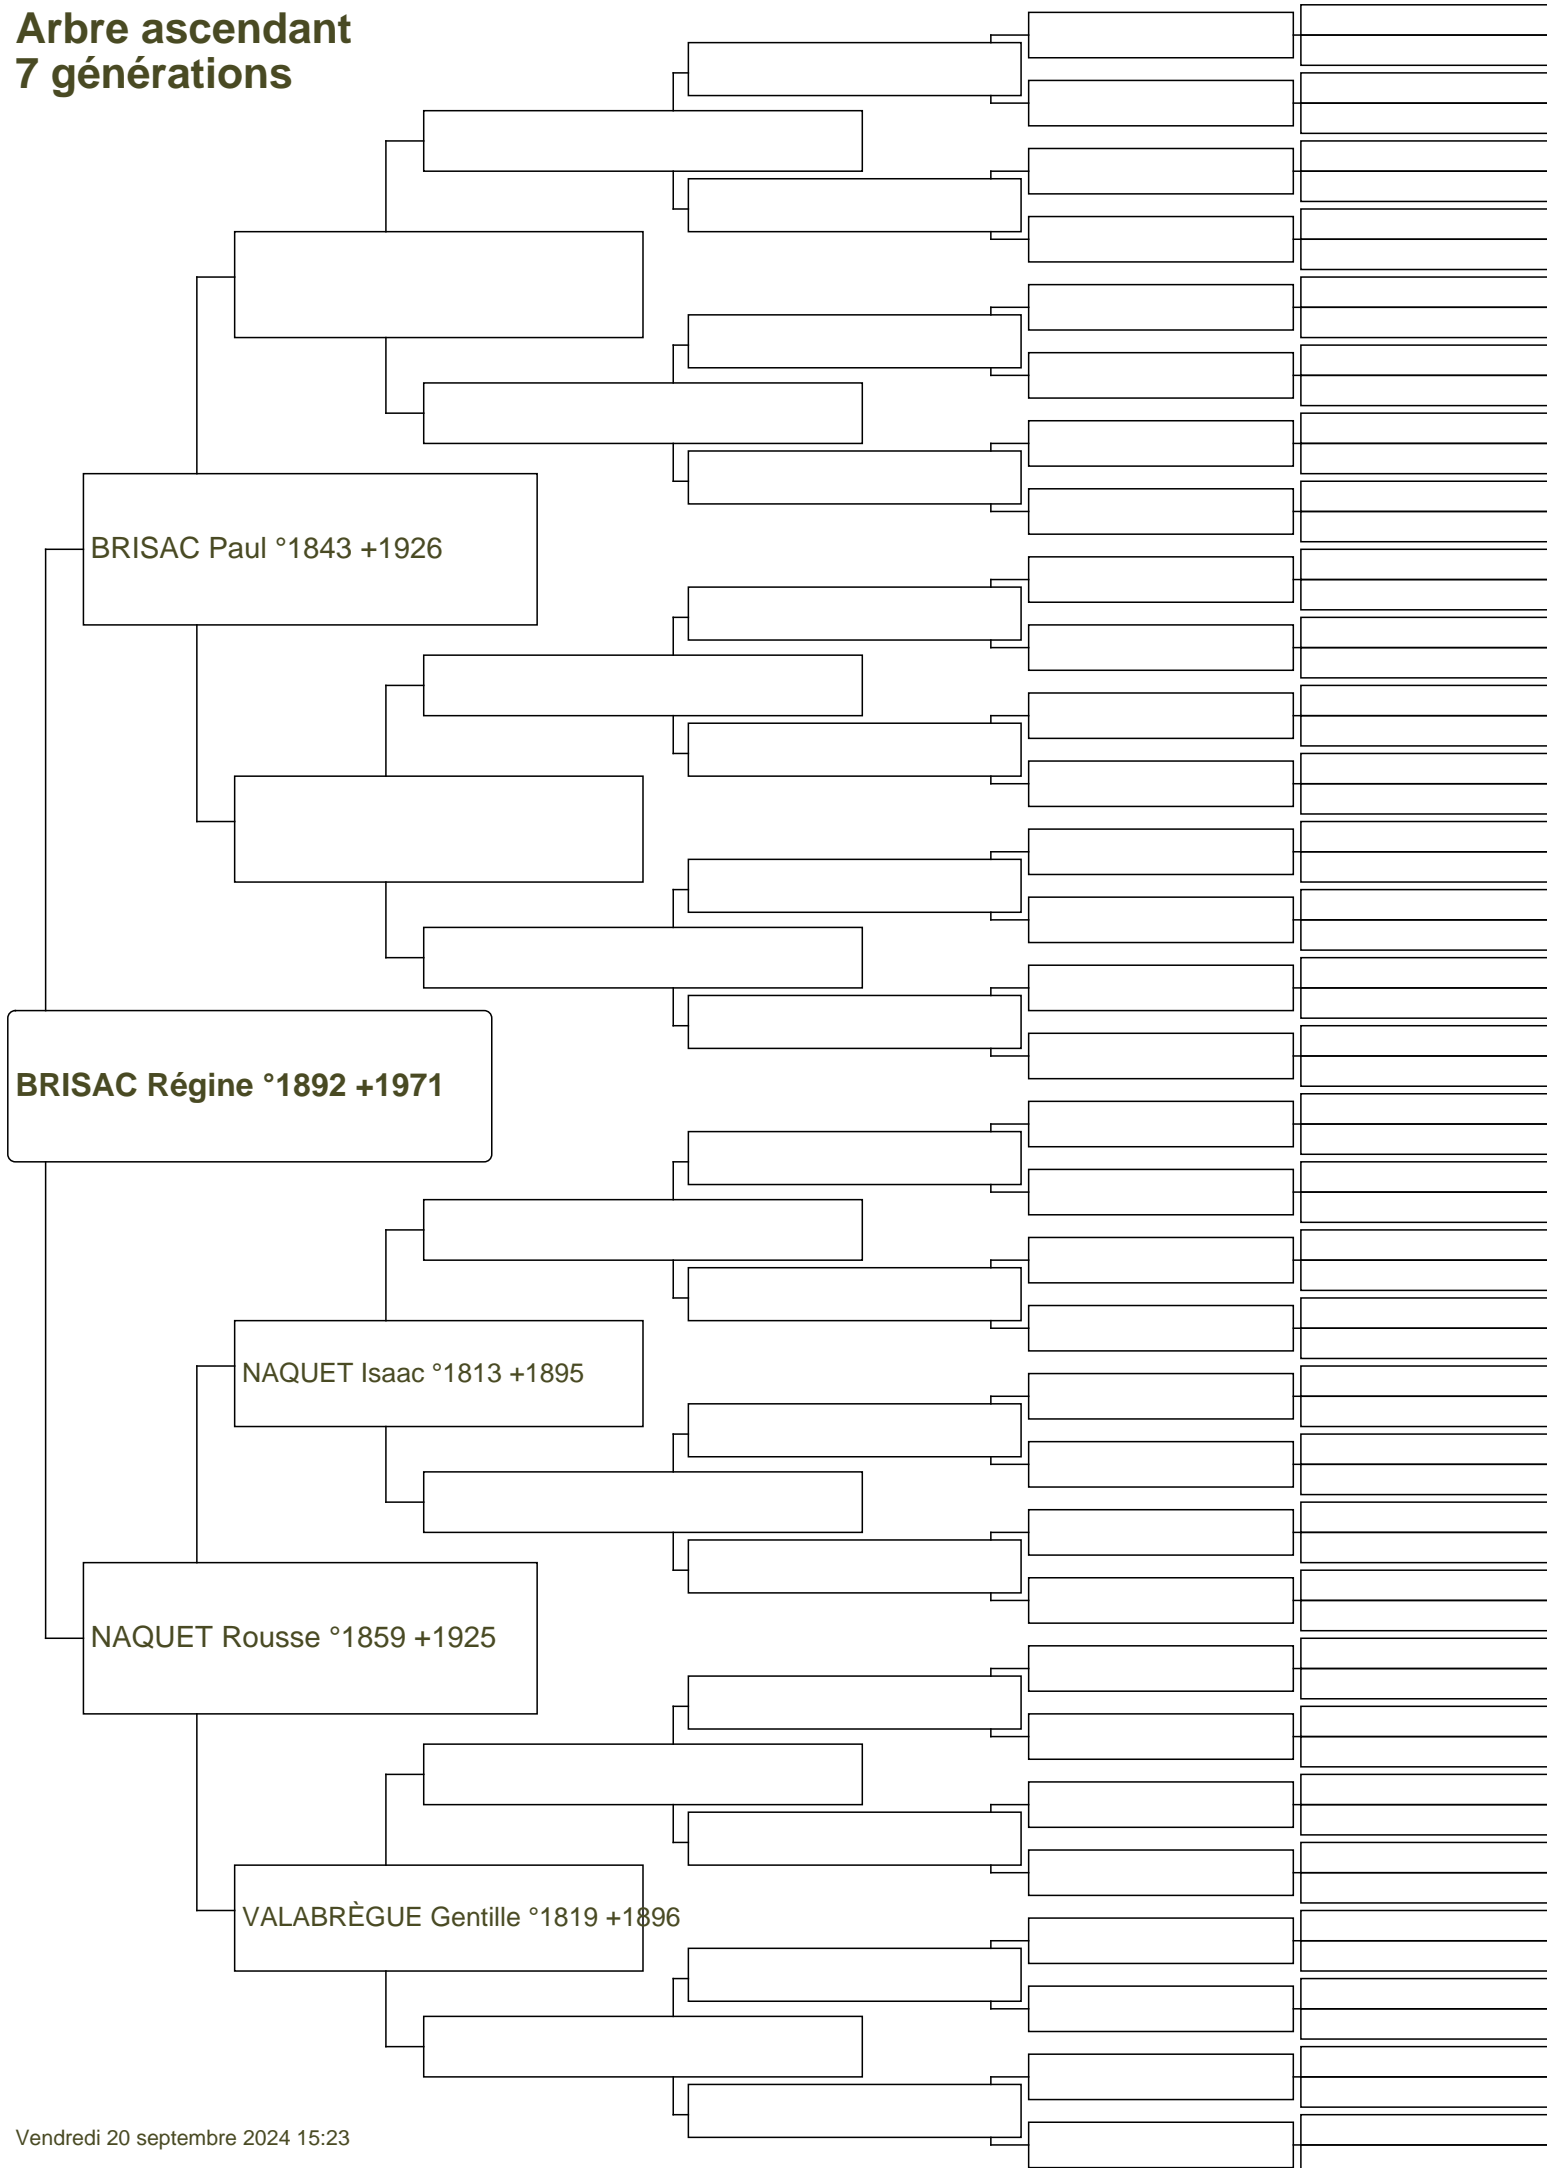 Arbre ascendant
7 générations
BRISAC Paul °1843 +1926
BRISAC Régine °1892 +1971
NAQUET Isaac °1813 +1895
NAQUET Rousse °1859 +1925
VALABRÈGUE Gentille °1819 +1896
Vendredi 20 septembre 2024 15:23